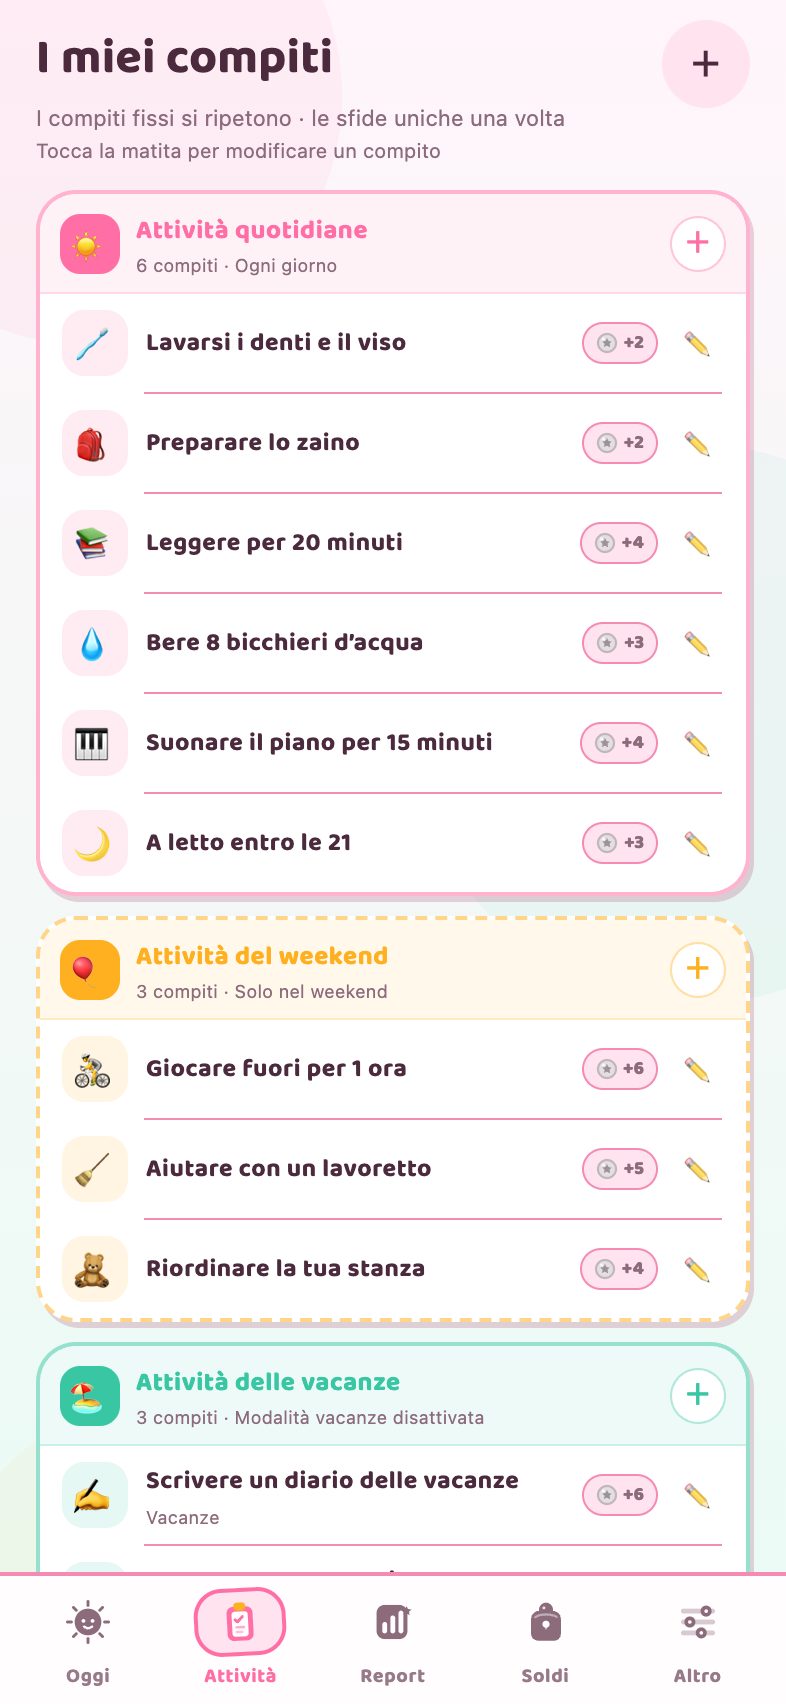 I miei compiti
I compiti fissi si ripetono · le sfide uniche una volta
Tocca la matita per modificare un compito
Attività quotidiane
6 compiti · Ogni giorno
Lavarsi i denti e il viso
+2
Preparare lo zaino
+2
Leggere per 20 minuti
+4
Bere 8 bicchieri d'acqua
+3
Suonare il piano per 15 minuti
+4
A letto entro le 21
+3
Attività del weekend
3 compiti · Solo nel weekend
Giocare fuori per 1 ora
+6
Aiutare con un lavoretto
+5
Riordinare la tua stanza
+4
Attività delle vacanze
3 compiti · Modalità vacanze disattivata
Scrivere un diario delle vacanze
+6
Vacanze
Oggi
Attività
Report
Soldi
Altro